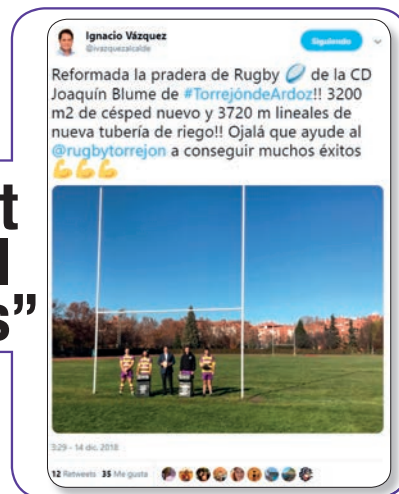 Ignacio Vázquez
@ivazquezalcalde
Siguiendo
Reformada la pradera de Rugby 🏉 de la CD
Joaquín Blume de #TorrejóndeArdoz!! 3200
m2 de césped nuevo y 3720 m lineales de
nueva tubería de riego!! Ojalá que ayude al
@rugbytorrejon a conseguir muchos éxitos
💪💪💪
t
s”
3:29 - 14 dic. 2018
12 Retweets 35 Me gusta